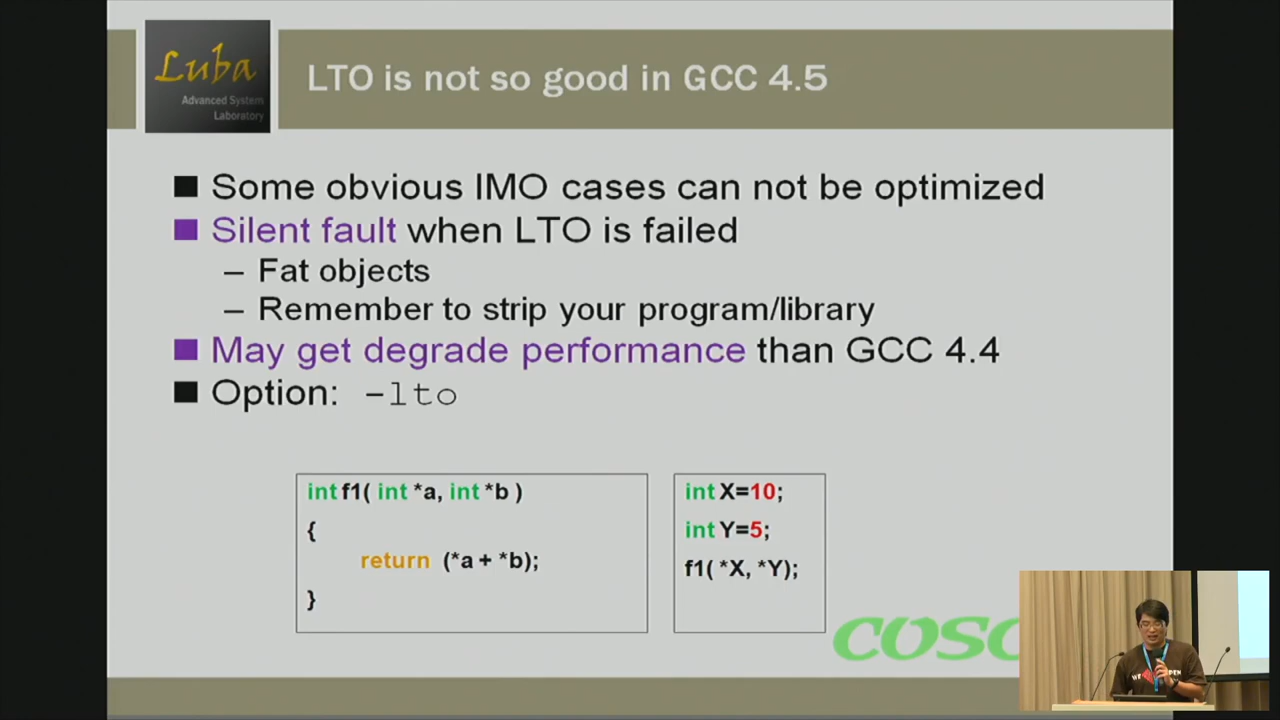 Luba
Advanced System
Laboratory
LTO is not so good in GCC 4.5
Some obvious IMO cases can not be optimized
Silent fault when LTO is failed
– Fat objects
– Remember to strip your program/library
May get degrade performance than GCC 4.4
Option: -lto
int f1( int *a, int *b )
{
return (*a + *b);
}
int X=10;
int Y=5;
f1( *X, *Y);
COSC